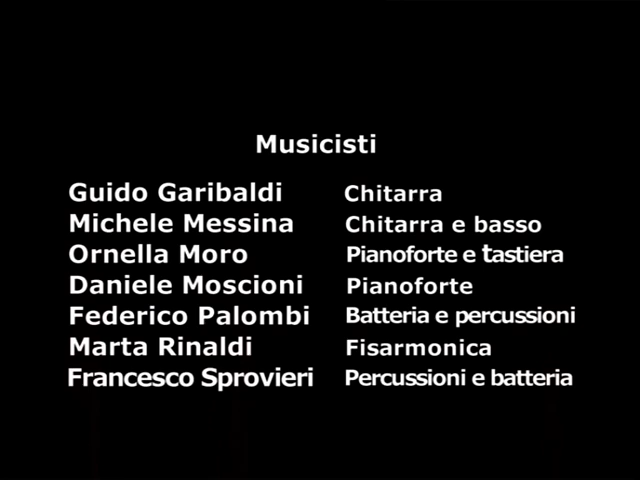 Musicisti
Guido Garibaldi Chitarra
Michele Messina Chitarra e basso
Ornella Moro Pianoforte e tastiera
Daniele Moscioni Pianoforte
Federico Palombi Batteria e percussioni
Marta Rinaldi Fisarmonica
Francesco Sprovieri Percussioni e batteria